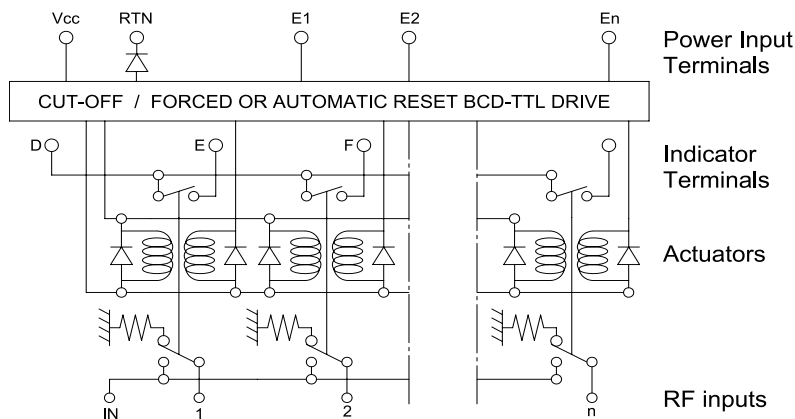 Vcc RTN E1 E2 En
Power Input
Terminals
CUT-OFF / FORCED OR AUTOMATIC RESET BCD-TTL DRIVE
D E F
Indicator
Terminals
Actuators
IN 1 2 n
RF inputs